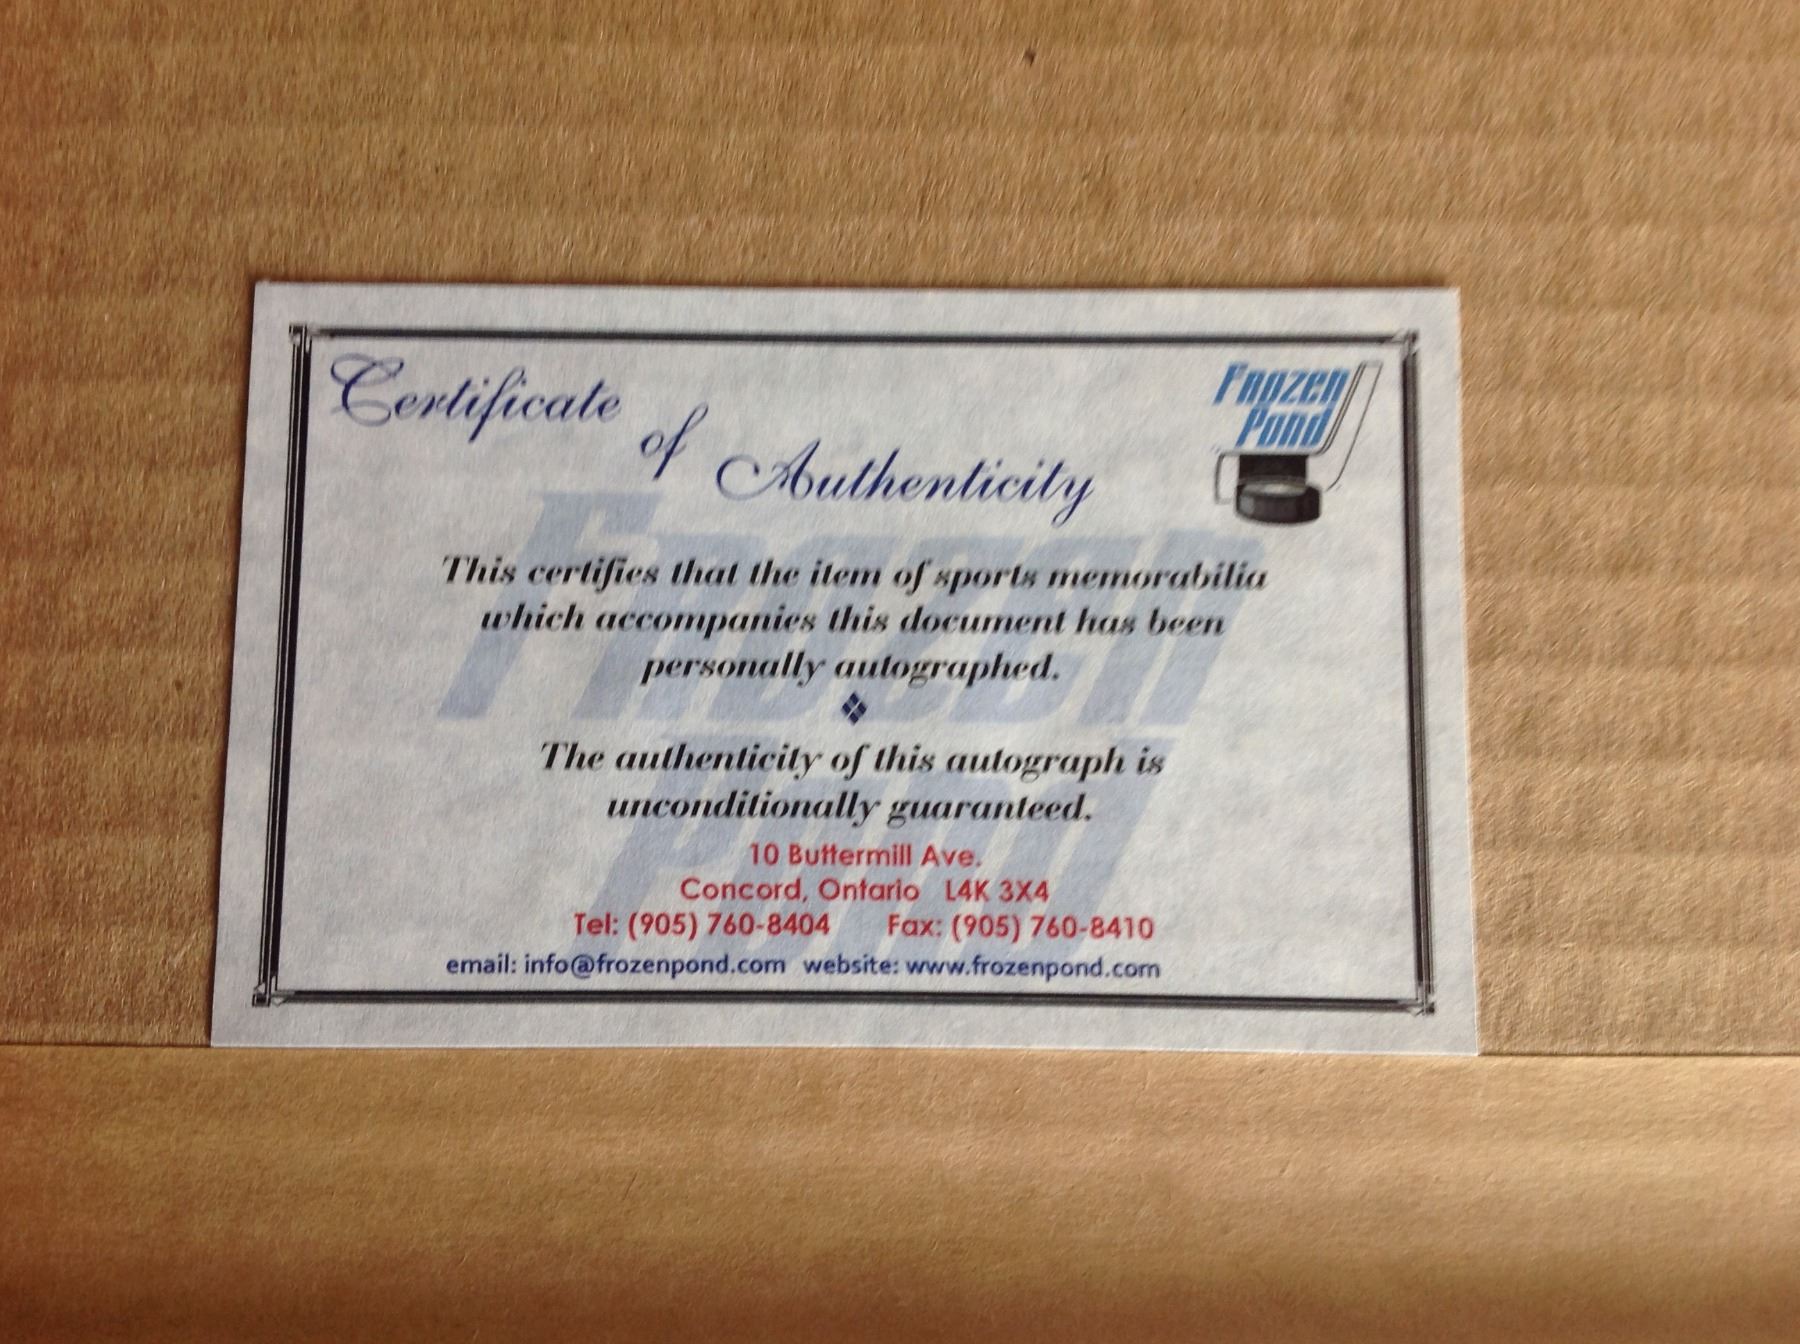 Certificate
of
Authenticity
Frozen
Pond
This certifies that the item of sports memorabilia
which accompanies this document has been
personally autographed.
The authenticity of this autograph is
unconditionally guaranteed.
10 Buttermill Ave.
Concord, Ontario L4K 3X4
Tel: (905) 760-8404 Fax: (905) 760-8410
email: info@frozenpond.com website: www.frozenpond.com
Frozen
Pond